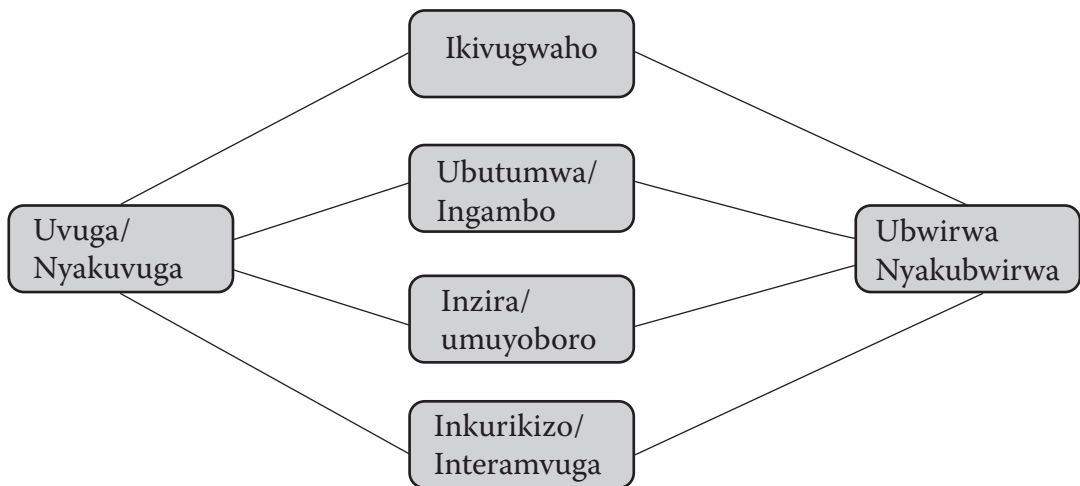 Ikivugwaho
Ubutumwa/
Ingambo
Uvuga/
Nyakuvuga
Ubwirwa
Nyakubwirwa
Inzira/
umuyoboro
Inkurikizo/
Interamvuga